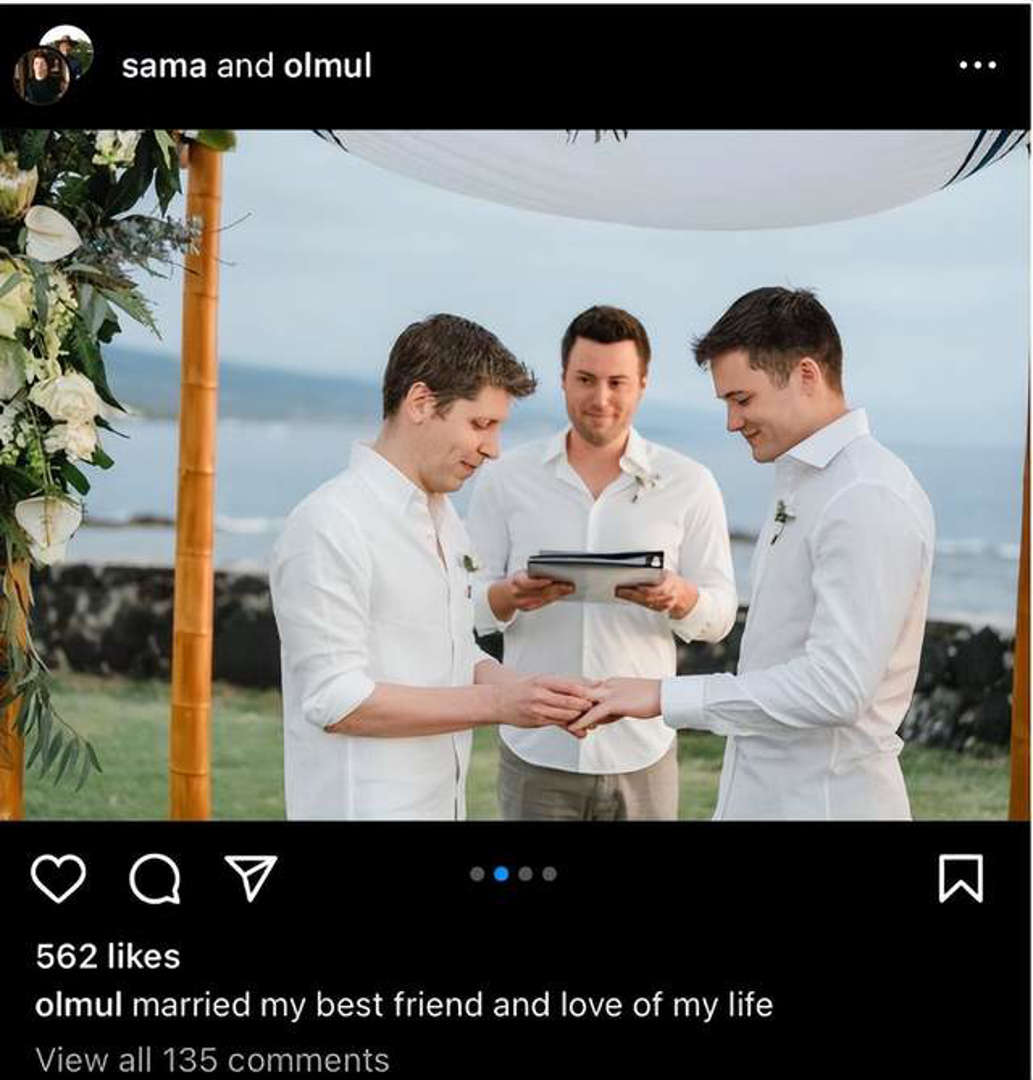 sama and olmul
562 likes
olmul married my best friend and love of my life
View all 135 comments